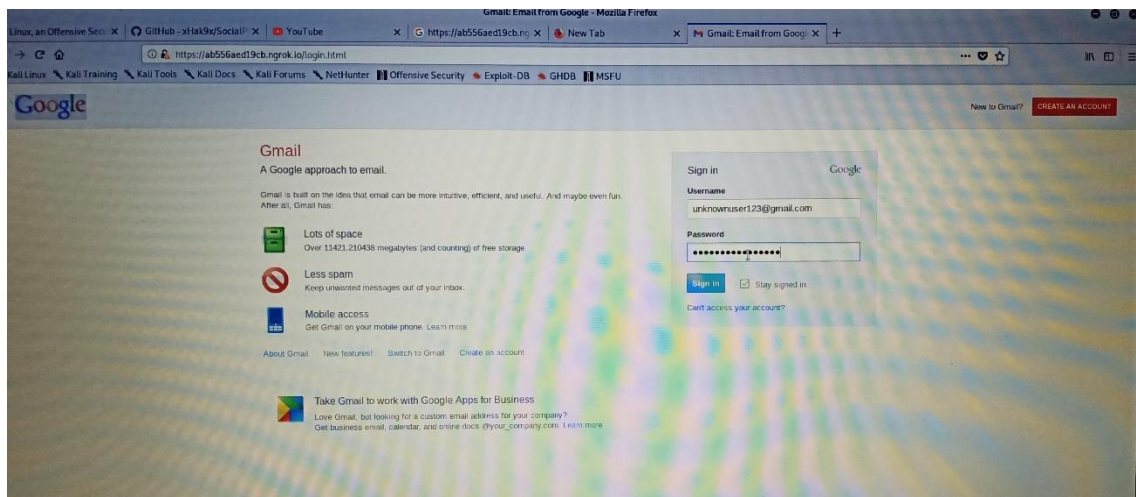 Gmail: Email from Google - Mozilla Firefox
Linux, an Offensive Secu × GitHub - xHak9x/SocialP × YouTube × https://ab556aed19cb.ng × New Tab × Gmail: Email from Googl × +
https://ab556aed19cb.ngrok.io/login.html
Kali Linux Kali Training Kali Tools Kali Docs Kali Forums NetHunter Offensive Security Exploit-DB GHDB MSFU
Google
New to Gmail? CREATE AN ACCOUNT
Gmail
A Google approach to email.
Gmail is built on the idea that email can be more intuitive, efficient, and useful. And maybe even fun.
After all, Gmail has:
Lots of space
Over 11421.210438 megabytes (and counting) of free storage.
Less spam
Keep unwanted messages out of your inbox.
Mobile access
Get Gmail on your mobile phone. Learn more
About Gmail New features! Switch to Gmail Create an account
Take Gmail to work with Google Apps for Business
Love Gmail, but looking for a custom email address for your company?
Get business email, calendar, and online docs @your_company.com. Learn more
Sign in Google
Username
unknownuser123@gmail.com
Password
••••••••••••••••
Sign in Stay signed in
Can't access your account?